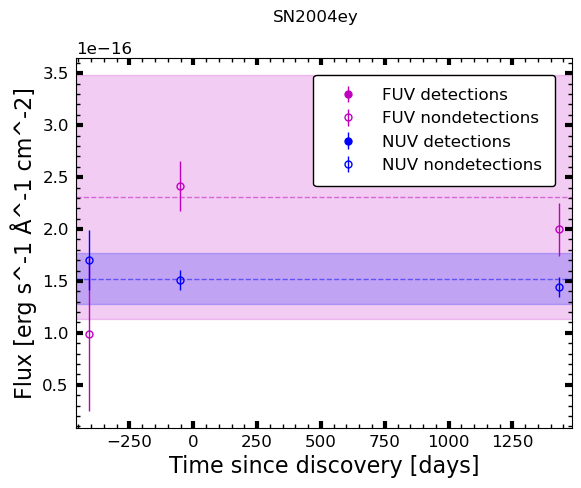 SN2004ey
1e−16
3.5
3.0
2.5
2.0
1.5
1.0
0.5
Flux [erg s^-1 Å^-1 cm^-2]
FUV detections
FUV nondetections
NUV detections
NUV nondetections
−250 0 250 500 750 1000 1250
Time since discovery [days]